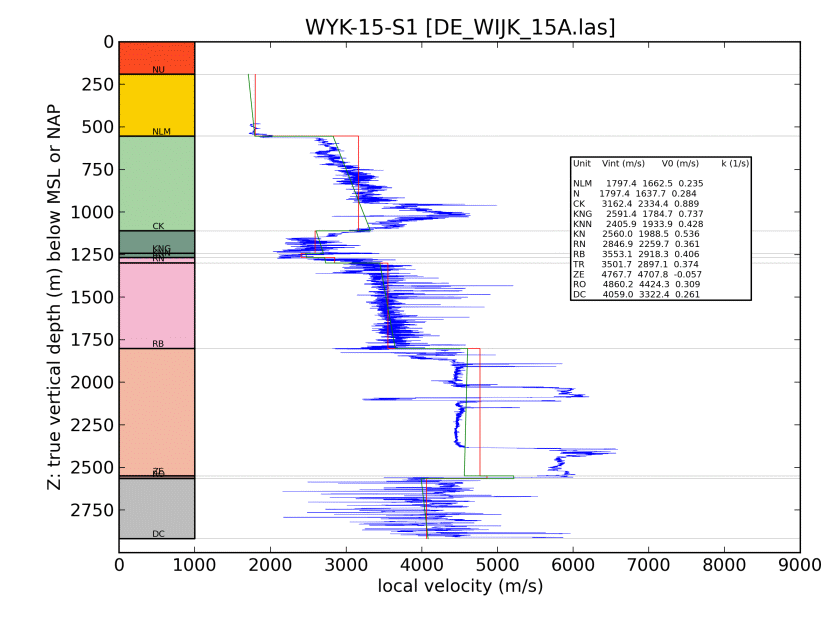 WYK-15-S1 [DE_WIJK_15A.las]
Z: true vertical depth (m) below MSL or NAP
0
250
500
750
1000
1250
1500
1750
2000
2250
2500
2750
NU
NLM
CK
KNG
KNN
RN
RB
ZE
RO
DC
Unit Vint (m/s) V0 (m/s) k (1/s)
NLM 1797.4 1662.5 0.235
N 1797.4 1637.7 0.284
CK 3162.4 2334.4 0.889
KNG 2591.4 1784.7 0.737
KNN 2405.9 1933.9 0.428
KN 2560.0 1988.5 0.536
RN 2846.9 2259.7 0.361
RB 3553.1 2918.3 0.406
TR 3501.7 2897.1 0.374
ZE 4767.7 4707.8 -0.057
RO 4860.2 4424.3 0.309
DC 4059.0 3322.4 0.261
0 1000 2000 3000 4000 5000 6000 7000 8000 9000
local velocity (m/s)